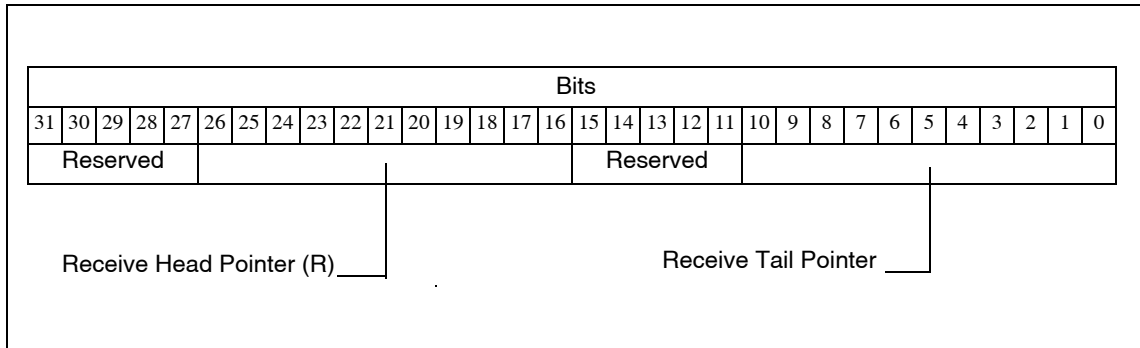 Bits
31 30 29 28 27 26 25 24 23 22 21 20 19 18 17 16 15 14 13 12 11 10 9 8 7 6 5 4 3 2 1 0
Reserved Reserved
Receive Head Pointer (R) Receive Tail Pointer